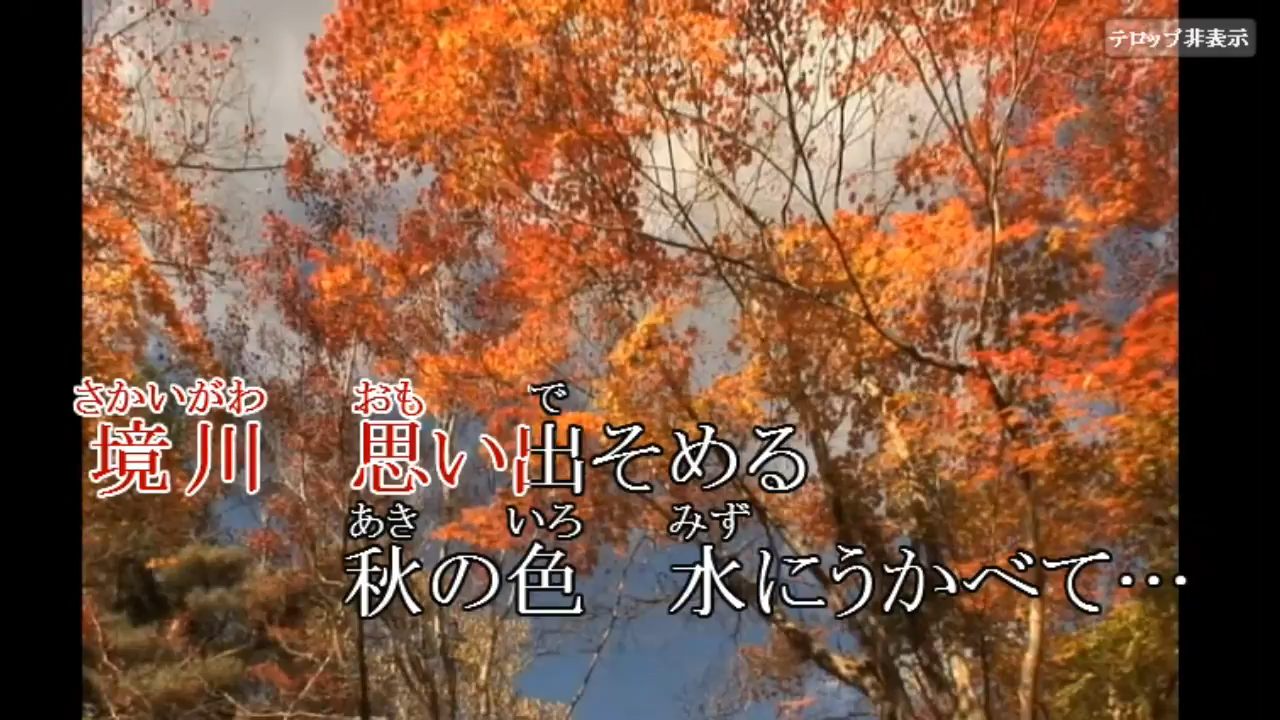 テロップ非表示
さかいがわ おも で
境川 思い出そめる
あき いろ みず
秋の色 水にうかべて…